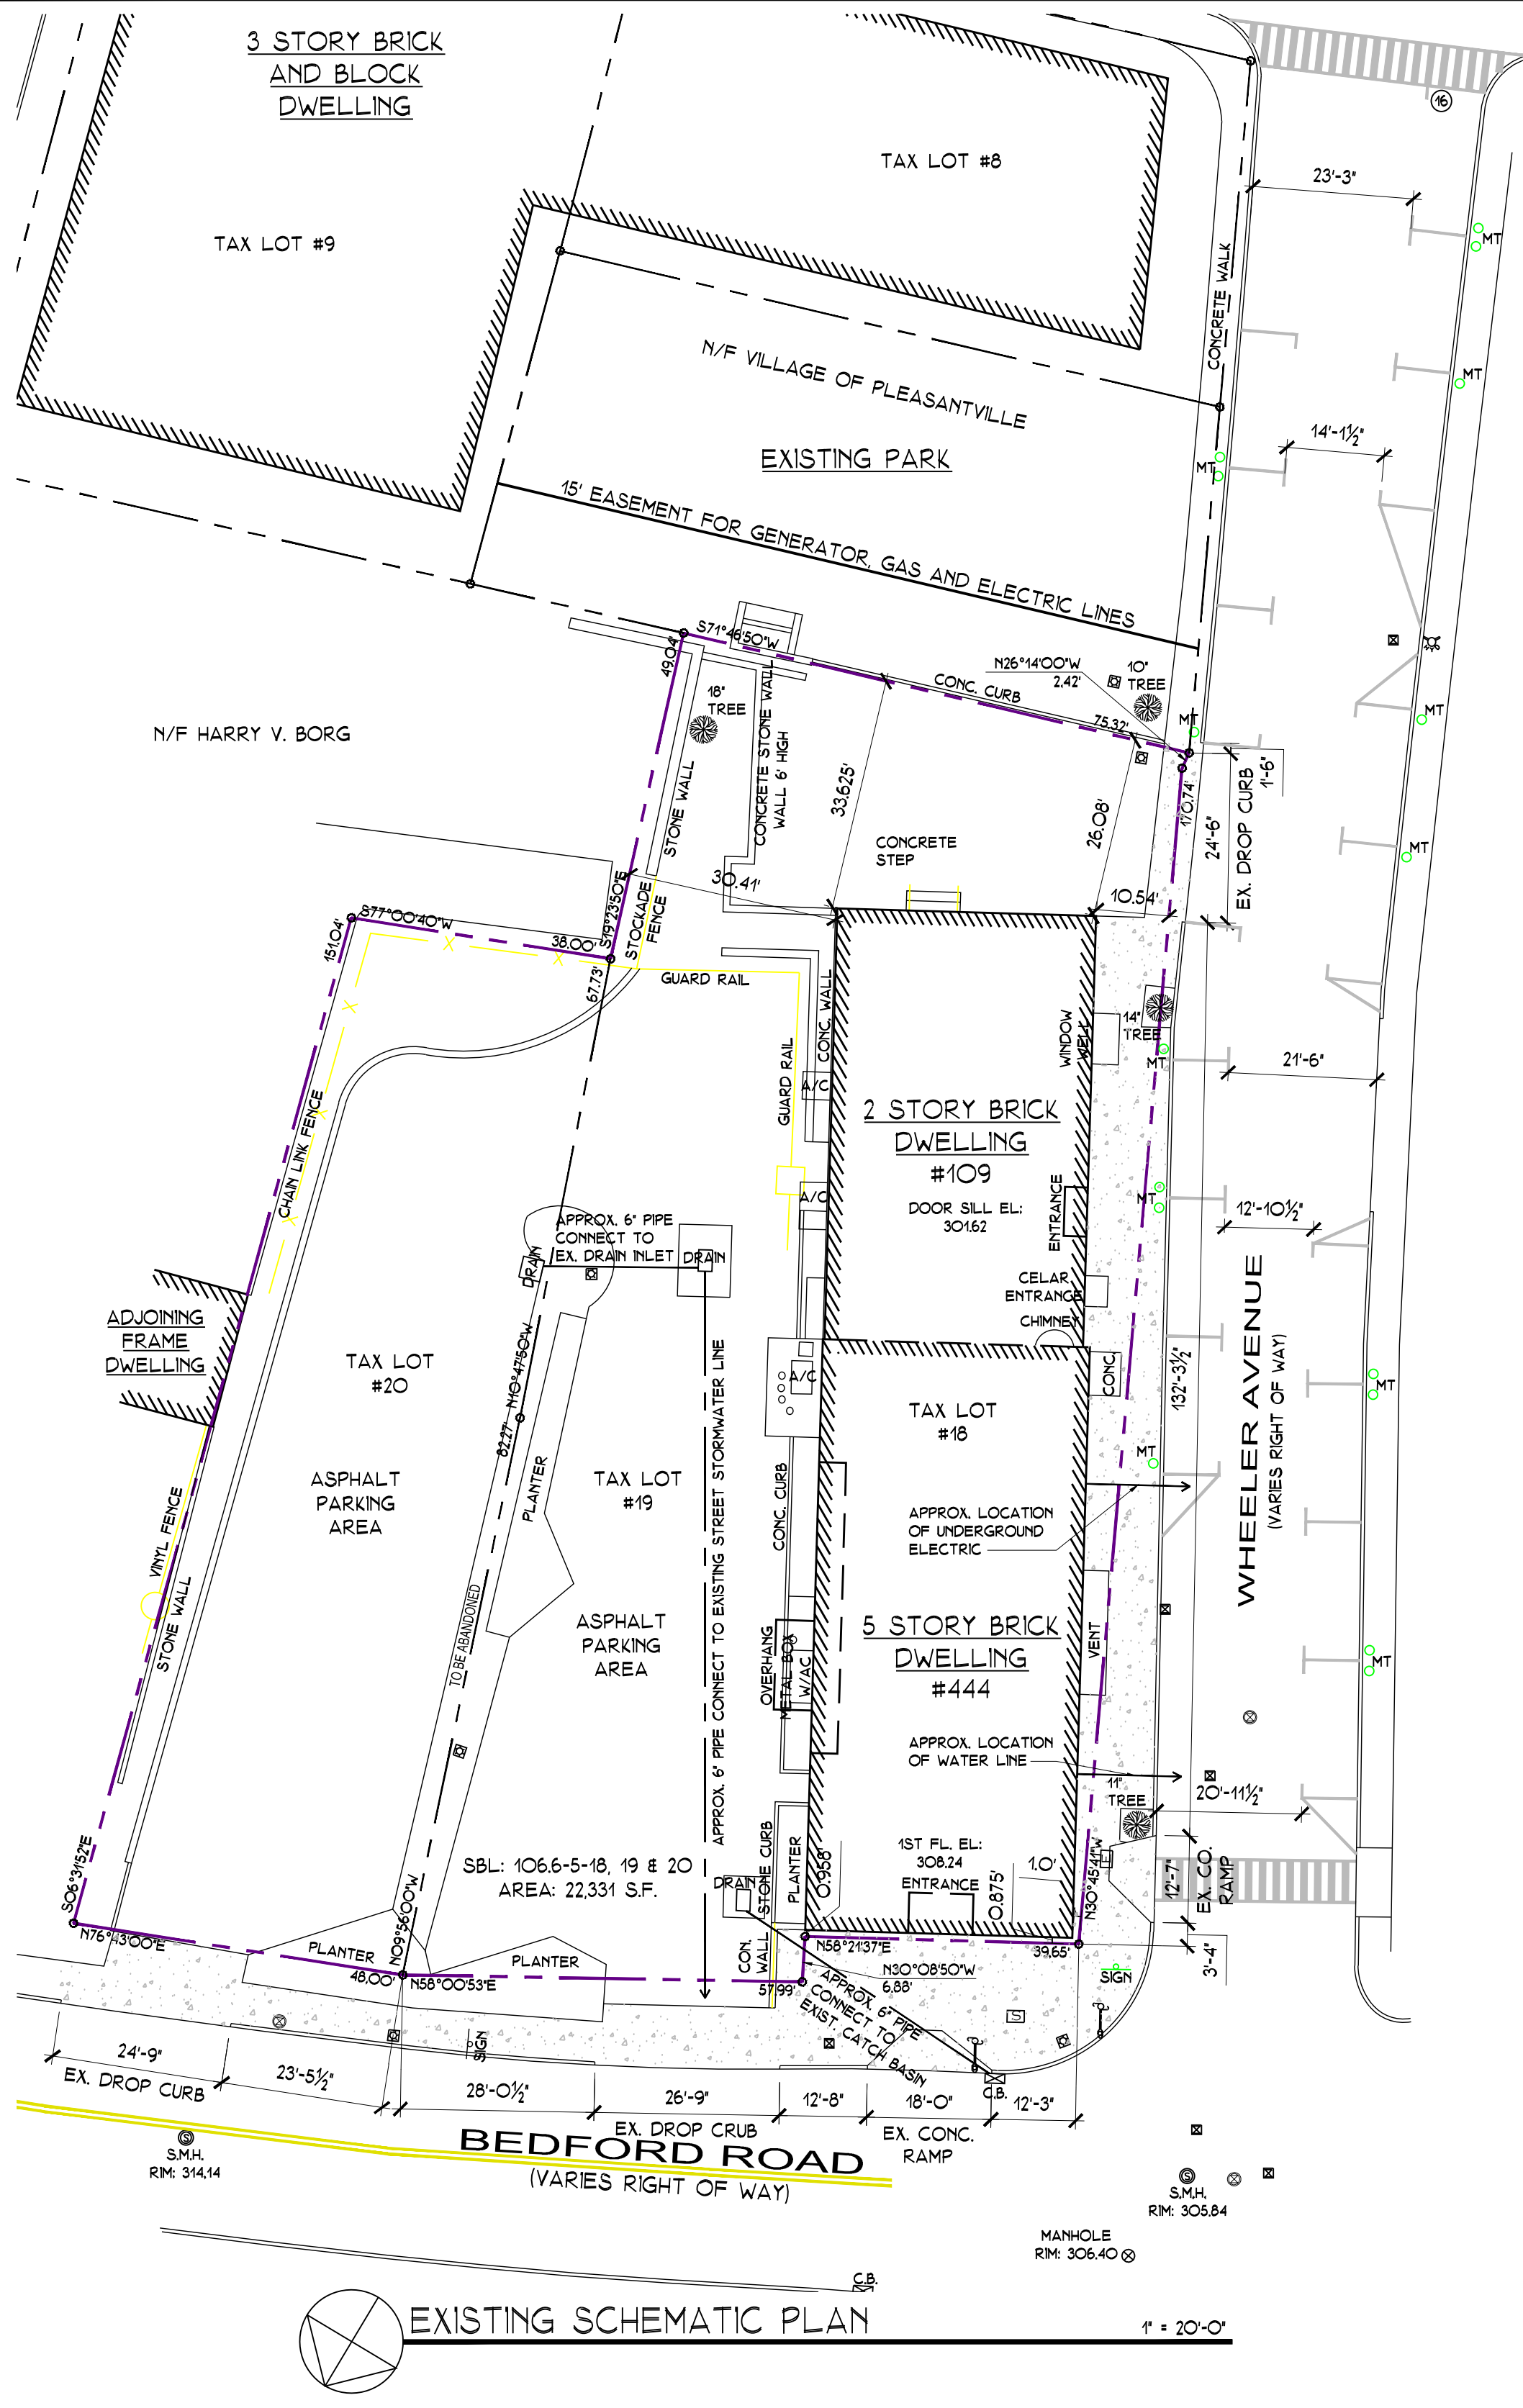 3 STORY BRICK
AND BLOCK
DWELLING
16
TAX LOT #8
23'-3"
TAX LOT #9
MT
CONCRETE WALK
N/F VILLAGE OF PLEASANTVILLE
MT
14'-1½"
EXISTING PARK
MT
15' EASEMENT FOR GENERATOR, GAS AND ELECTRIC LINES
S71°46'50"W
49.04'
N26°14'00"W
2.42'
10"
TREE
CONC. CURB
18"
TREE
75.32'
MT
MT
N/F HARRY V. BORG
CONCRETE STONE WALL
WALL 6' HIGH
STONE WALL
33.625'
26.08'
170.74'
24'-6"
EX. DROP CURB
1'-6"
CONCRETE
STEP
MT
30.41'
10.54'
S77°00'40"W
38.00'
S19°23'50"E
STOCKADE
FENCE
151.04'
67.73'
GUARD RAIL
CONC. WALL
GUARD RAIL
A/C
WINDOW
WELL
14"
TREE
MT
21'-6"
CHAIN LINK FENCE
2 STORY BRICK
DWELLING
#109
DOOR SILL EL:
301.62
ENTRANCE
A/C
MT
12'-10½"
APPROX. 6" PIPE
CONNECT TO
EX. DRAIN INLET
DRAIN
DRAIN
CELAR
ENTRANCE
CHIMNEY
ADJOINING
FRAME
DWELLING
TAX LOT
#20
N10°47'50"W
82.27'
A/C
CONC.
132'-3½"
WHEELER AVENUE
(VARIES RIGHT OF WAY)
MT
TAX LOT
#18
MT
ASPHALT
PARKING
AREA
TAX LOT
#19
PLANTER
CONC. CURB
APPROX. 6" PIPE CONNECT TO EXISTING STREET STORMWATER LINE
APPROX. LOCATION
OF UNDERGROUND
ELECTRIC
VINYL FENCE
STONE WALL
TO BE ABANDONED
ASPHALT
PARKING
AREA
OVERHANG
METAL BOX
W/AC
5 STORY BRICK
DWELLING
#444
VENT
MT
APPROX. LOCATION
OF WATER LINE
11"
TREE
20'-11½"
S06°31'52"E
SBL: 106.6-5-18, 19 & 20
AREA: 22,331 S.F.
DRAIN
STONE CURB
PLANTER
0.958'
1ST FL. EL:
308.24
ENTRANCE
0.875'
1.0'
N30°45'41"W
E
12'-7"
EX. CO.
RAMP
N76°43'00"E
PLANTER
48.00'
N09°56'00"W
N58°00'53"E
PLANTER
CON.
WALL
57.99'
N58°21'37"E
39.65'
N30°08'50"W
6.88'
SIGN
3'-4"
APPROX. 6" PIPE
CONNECT TO
EXIST. CATCH BASIN
S
SIGN
C.B.
24'-9"
EX. DROP CURB
23'-5½"
28'-0½"
26'-9"
EX. DROP CRUB
12'-8"
18'-0"
EX. CONC.
RAMP
12'-3"
BEDFORD ROAD
(VARIES RIGHT OF WAY)
S
S.M.H.
RIM: 314.14
S
S.M.H.
RIM: 305.84
MANHOLE
RIM: 306.40
C.B.
EXISTING SCHEMATIC PLAN
1" = 20'-0"